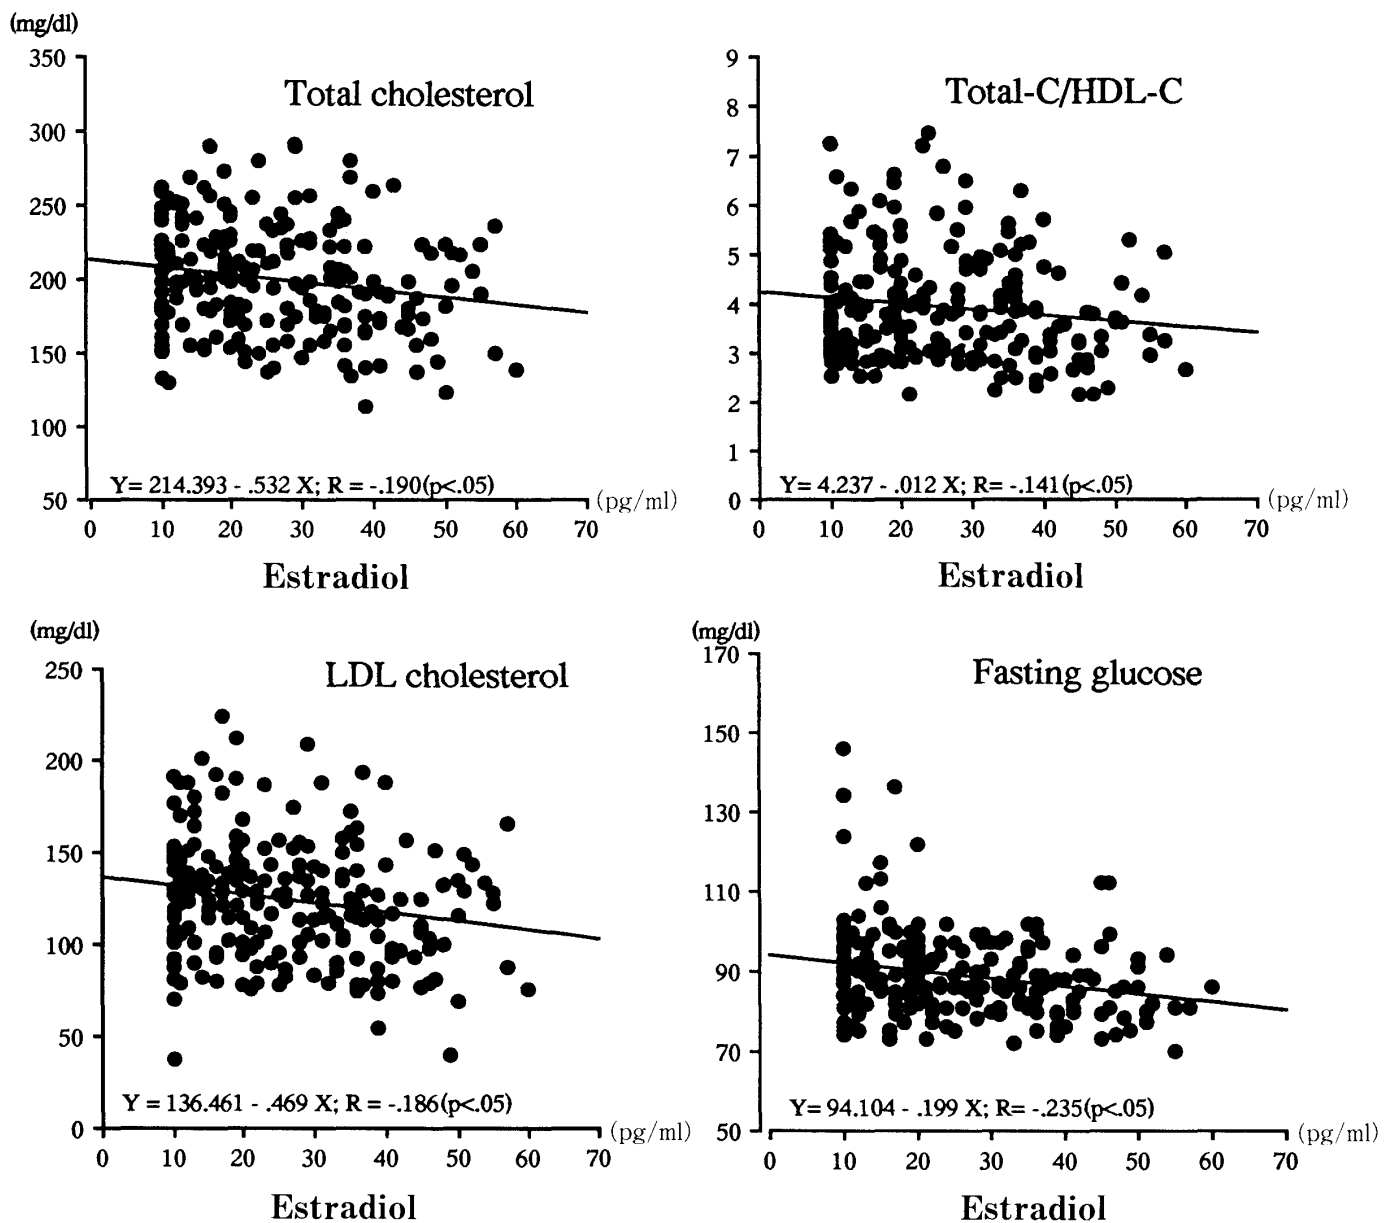 (mg/dl)
Total cholesterol
350
300
250
200
150
100
50
Y= 214.393 - .532 X; R = -.190(p<.05)
(pg/ml)
0 10 20 30 40 50 60 70
Estradiol
Total-C/HDL-C
9
8
7
6
5
4
3
2
1
0
Y= 4.237 - .012 X; R= -.141(p<.05)
(pg/ml)
0 10 20 30 40 50 60 70
Estradiol
(mg/dl)
LDL cholesterol
250
200
150
100
50
0
Y = 136.461 - .469 X; R = -.186(p<.05)
(pg/ml)
0 10 20 30 40 50 60 70
Estradiol
(mg/dl)
Fasting glucose
170
150
130
110
90
70
50
Y= 94.104 - .199 X; R= -.235(p<.05)
(pg/ml)
0 10 20 30 40 50 60 70
Estradiol